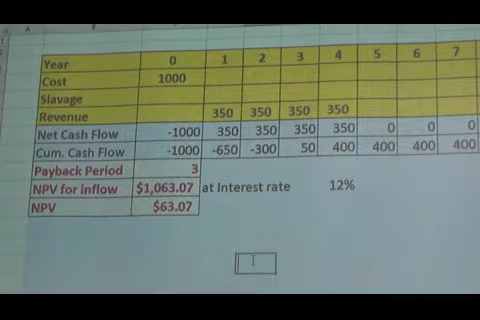 Year 0 1 2 3 4 5 6 7
Cost 1000
Slavage
Revenue 350 350 350 350
Net Cash Flow -1000 350 350 350 350 0 0 0
Cum. Cash Flow -1000 -650 -300 50 400 400 400 400
Payback Period 3
NPV for inflow $1,063.07 at Interest rate 12%
NPV $63.07